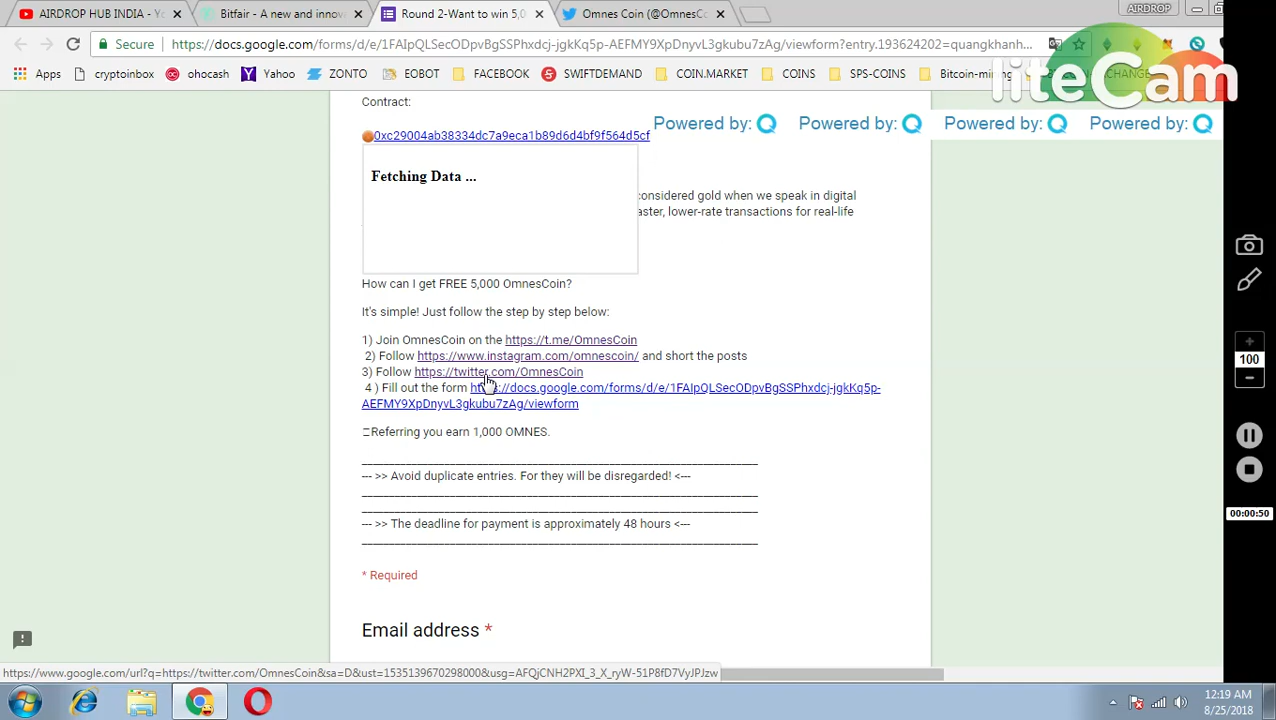 AIRDROP HUB INDIA - Y
Bitfair - A new and innov
Round 2-Want to win 5
Omnes Coin (@OmnesC
AIRDROP
Secure
https://docs.google.com/forms/d/e/1FAIpQLSecODpvBgSSPhxdcj-jgkKq5p-AEFMY9XpDnyvL3gkubu7zAg/viewform?entry.193624202=quangkhanh...
Apps
cryptoinbox
ohocash
Yahoo
ZONTO
EOBOT
FACEBOOK
SWIFTDEMAND
COIN.MARKET
COINS
SPS-COINS
Bitcoin-mining
CHANGE
liteCam
Contract:
0xc29004ab38334dc7a9eca1b89d6d4bf9f564d5cf
Powered by:
Powered by:
Powered by:
Powered by:
Fetching Data ...
considered gold when we speak in digital
aster, lower-rate transactions for real-life
How can I get FREE 5,000 OmnesCoin?
It's simple! Just follow the step by step below:
1) Join OmnesCoin on the https://t.me/OmnesCoin
2) Follow https://www.instagram.com/omnescoin/ and short the posts
3) Follow https://twitter.com/OmnesCoin
4 ) Fill out the form https://docs.google.com/forms/d/e/1FAIpQLSecODpvBgSSPhxdcj-jgkKq5p-
AEFMY9XpDnyvL3gkubu7zAg/viewform
Referring you earn 1,000 OMNES.
--- >> Avoid duplicate entries. For they will be disregarded! <---
--- >> The deadline for payment is approximately 48 hours <---
* Required
Email address *
https://www.google.com/url?q=https://twitter.com/OmnesCoin&sa=D&ust=1535139670298000&usg=AFQjCNH2PXI_3_X_ryW-51P8fD7VyJPJzw
100
00:00:50
12:19 AM
8/25/2018